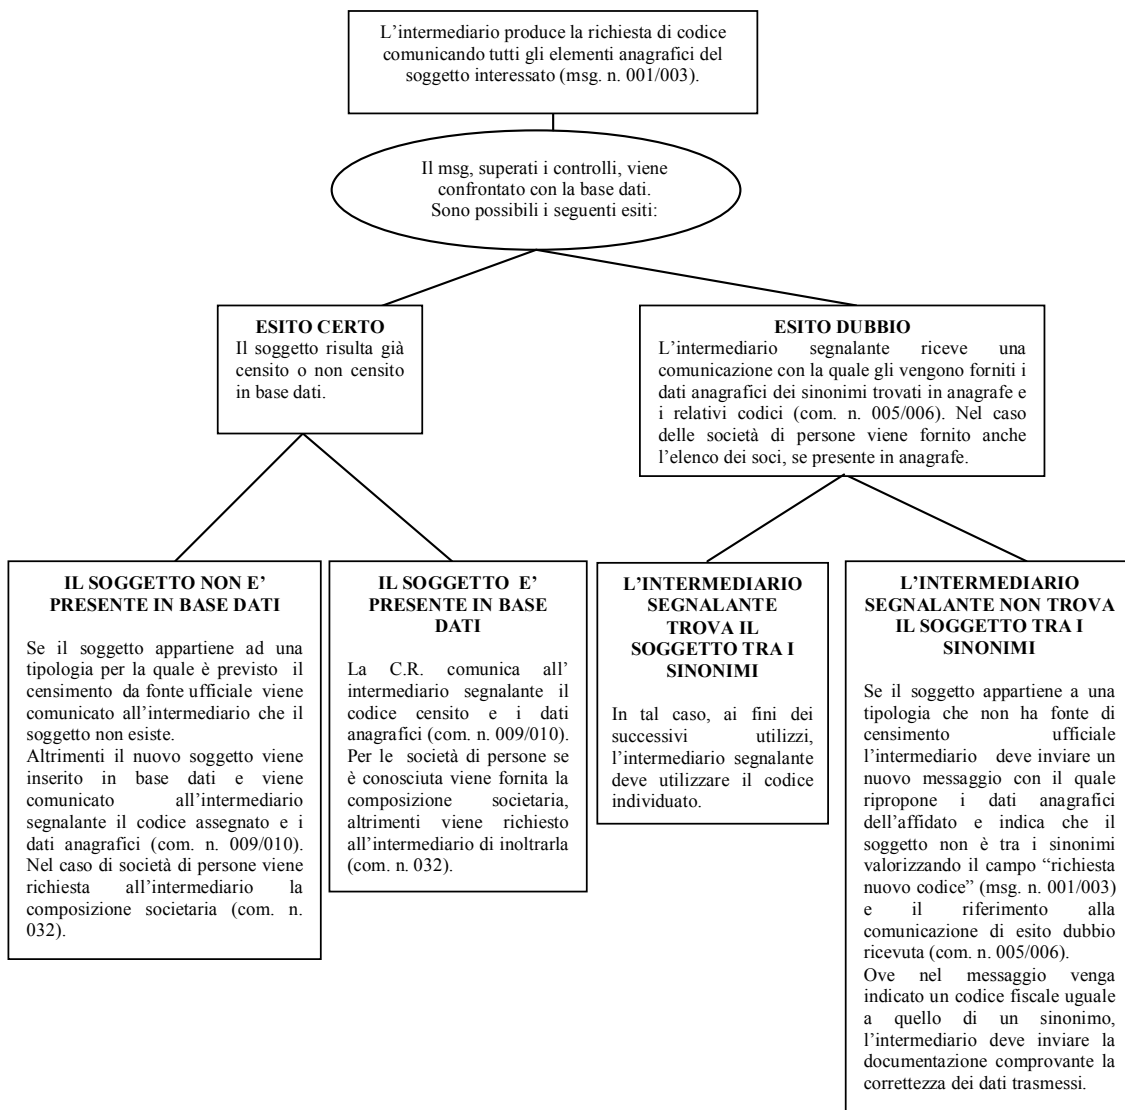 L'intermediario produce la richiesta di codice
comunicando tutti gli elementi anagrafici del
soggetto interessato (msg. n. 001/003).
Il msg, superati i controlli, viene
confrontato con la base dati.
Sono possibili i seguenti esiti:
ESITO CERTO
Il soggetto risulta già
censito o non censito
in base dati.
ESITO DUBBIO
L'intermediario segnalante riceve una
comunicazione con la quale gli vengono forniti i
dati anagrafici dei sinonimi trovati in anagrafe e
i relativi codici (com. n. 005/006). Nel caso
delle società di persone viene fornito anche
l'elenco dei soci, se presente in anagrafe.
IL SOGGETTO NON E'
PRESENTE IN BASE DATI
Se il soggetto appartiene ad una
tipologia per la quale è previsto il
censimento da fonte ufficiale viene
comunicato all'intermediario che il
soggetto non esiste.
Altrimenti il nuovo soggetto viene
inserito in base dati e viene
comunicato all'intermediario
segnalante il codice assegnato e i
dati anagrafici (com. n. 009/010).
Nel caso di società di persone viene
richiesta all'intermediario la
composizione societaria (com. n.
032).
IL SOGGETTO E'
PRESENTE IN BASE
DATI
La C.R. comunica all'
intermediario segnalante il
codice censito e i dati
anagrafici (com. n. 009/010).
Per le società di persone se
è conosciuta viene fornita la
composizione societaria,
altrimenti viene richiesto
all'intermediario di inoltrarla
(com. n. 032).
L'INTERMEDIARIO
SEGNALANTE
TROVA IL
SOGGETTO TRA I
SINONIMI
In tal caso, ai fini dei
successivi utilizzi,
l'intermediario segnalante
deve utilizzare il codice
individuato.
L'INTERMEDIARIO
SEGNALANTE NON TROVA
IL SOGGETTO TRA I
SINONIMI
Se il soggetto appartiene a una
tipologia che non ha fonte di
censimento ufficiale
l'intermediario deve inviare un
nuovo messaggio con il quale
ripropone i dati anagrafici
dell'affidato e indica che il
soggetto non è tra i sinonimi
valorizzando il campo "richiesta
nuovo codice" (msg. n. 001/003)
e il riferimento alla
comunicazione di esito dubbio
ricevuta (com. n. 005/006).
Ove nel messaggio venga
indicato un codice fiscale uguale
a quello di un sinonimo,
l'intermediario deve inviare la
documentazione comprovante la
correttezza dei dati trasmessi.